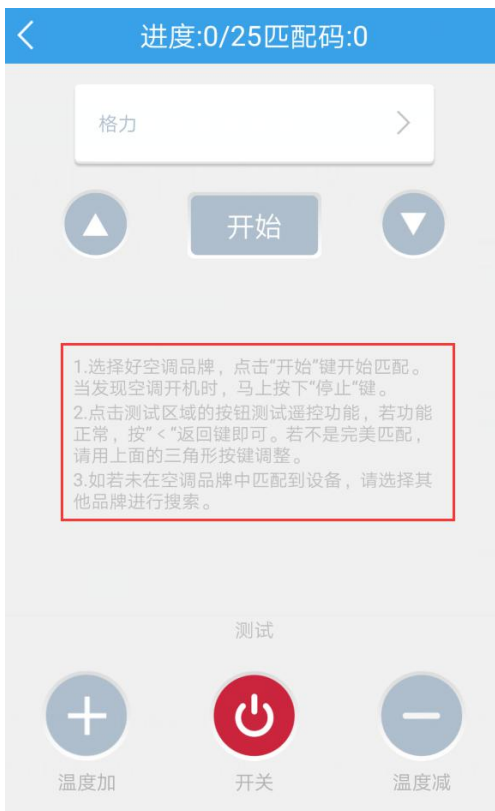 进度:0/25匹配码:0
格力
开始
1.选择好空调品牌，点击“开始”键开始匹配。
当发现空调开机时，马上按下“停止“键。
2.点击测试区域的按钮测试遥控功能，若功能
正常，按”<“返回键即可。若不是完美匹配，
请用上面的三角形按键调整。
3.如若未在空调品牌中匹配到设备，请选择其
他品牌进行搜索。
测试
温度加 开关 温度减